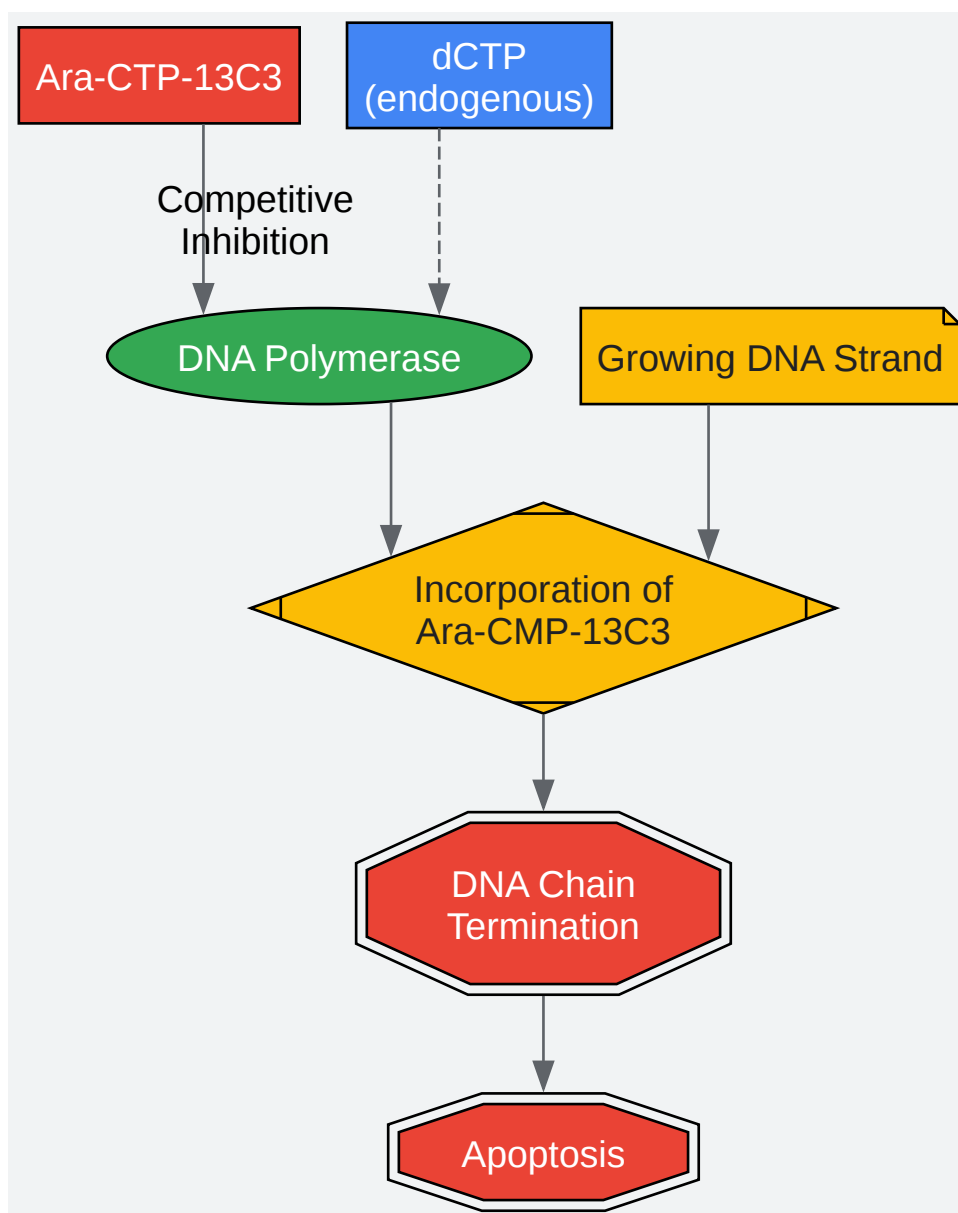 Ara-CTP-13C3
dCTP
(endogenous)
Competitive
Inhibition
DNA Polymerase
Growing DNA Strand
Incorporation of
Ara-CMP-13C3
DNA Chain
Termination
Apoptosis